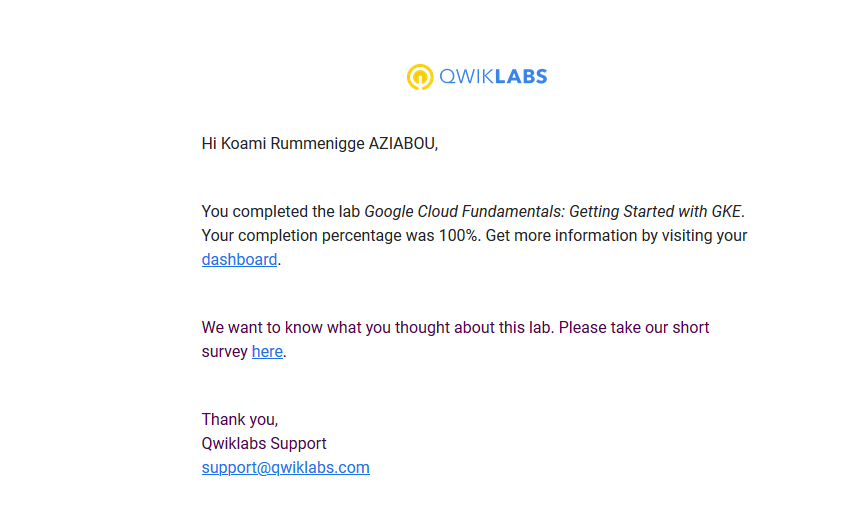 QWIKLABS
Hi Koami Rummenigge AZIABOU,
You completed the lab Google Cloud Fundamentals: Getting Started with GKE.
Your completion percentage was 100%. Get more information by visiting your
dashboard.
We want to know what you thought about this lab. Please take our short
survey here.
Thank you,
Qwiklabs Support
support@qwiklabs.com